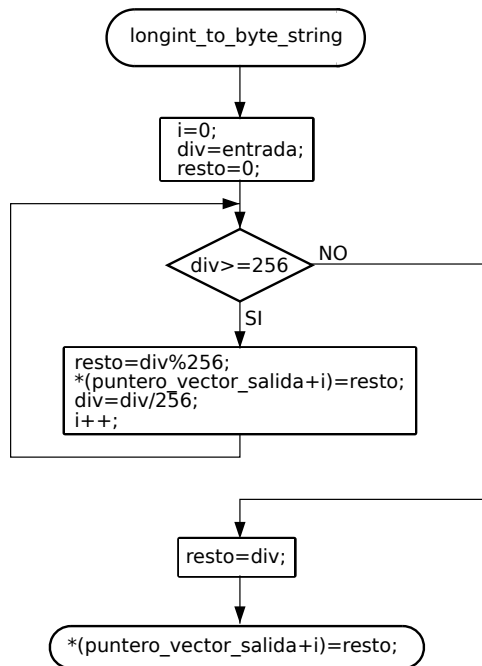 longint_to_byte_string
i=0;
div=entrada;
resto=0;
div>=256
NO
SI
resto=div%256;
*(puntero_vector_salida+i)=resto;
div=div/256;
i++;
resto=div;
*(puntero_vector_salida+i)=resto;